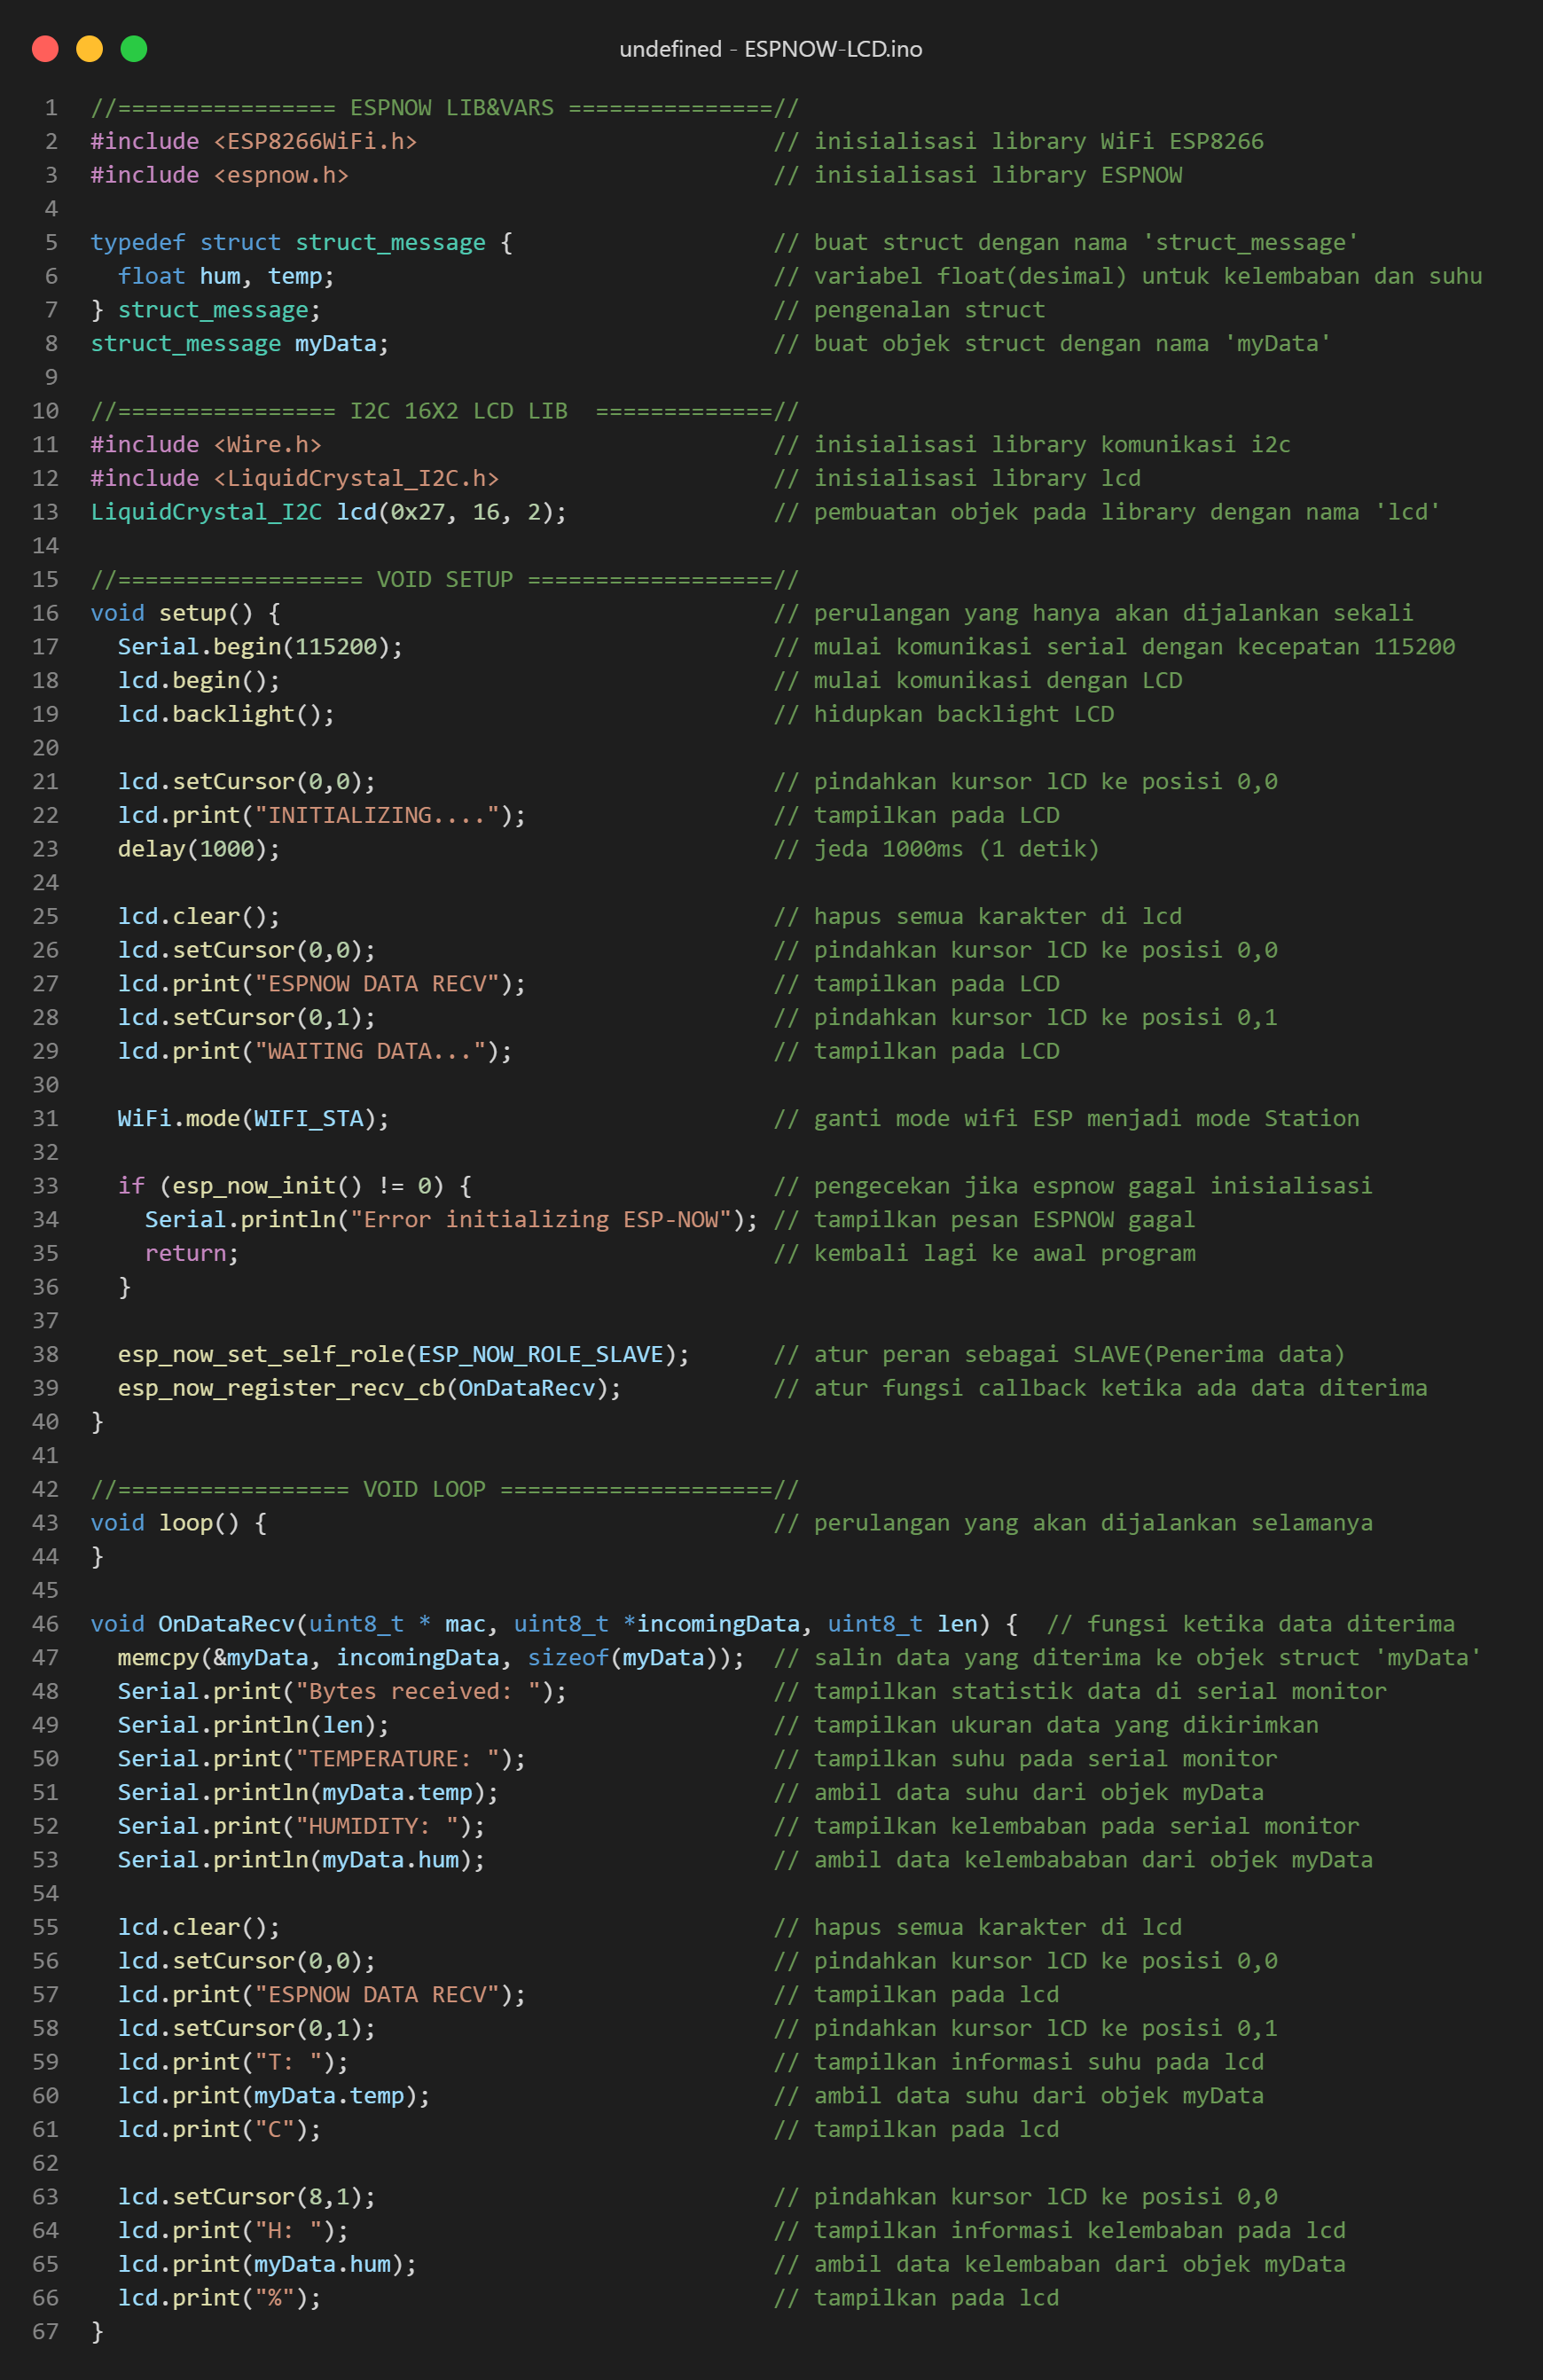 undefined - ESPNOW-LCD.ino
1 //================ ESPNOW LIB&VARS ===============//
2 #include <ESP8266WiFi.h> // inisialisasi library WiFi ESP8266
3 #include <espnow.h> // inisialisasi library ESPNOW
4
5 typedef struct struct_message { // buat struct dengan nama 'struct_message'
6 float hum, temp; // variabel float(desimal) untuk kelembaban dan suhu
7 } struct_message; // pengenalan struct
8 struct_message myData; // buat objek struct dengan nama 'myData'
9
10 //================ I2C 16X2 LCD LIB  =============//
11 #include <Wire.h> // inisialisasi library komunikasi i2c
12 #include <LiquidCrystal_I2C.h> // inisialisasi library lcd
13 LiquidCrystal_I2C lcd(0x27, 16, 2); // pembuatan objek pada library dengan nama 'lcd'
14
15 //================== VOID SETUP ==================//
16 void setup() { // perulangan yang hanya akan dijalankan sekali
17 Serial.begin(115200); // mulai komunikasi serial dengan kecepatan 115200
18 lcd.begin(); // mulai komunikasi dengan LCD
19 lcd.backlight(); // hidupkan backlight LCD
20
21 lcd.setCursor(0,0); // pindahkan kursor lCD ke posisi 0,0
22 lcd.print("INITIALIZING...."); // tampilkan pada LCD
23 delay(1000); // jeda 1000ms (1 detik)
24
25 lcd.clear(); // hapus semua karakter di lcd
26 lcd.setCursor(0,0); // pindahkan kursor lCD ke posisi 0,0
27 lcd.print("ESPNOW DATA RECV"); // tampilkan pada LCD
28 lcd.setCursor(0,1); // pindahkan kursor lCD ke posisi 0,1
29 lcd.print("WAITING DATA..."); // tampilkan pada LCD
30
31 WiFi.mode(WIFI_STA); // ganti mode wifi ESP menjadi mode Station
32
33 if (esp_now_init() != 0) { // pengecekan jika espnow gagal inisialisasi
34 Serial.println("Error initializing ESP-NOW"); // tampilkan pesan ESPNOW gagal
35 return; // kembali lagi ke awal program
36 }
37
38 esp_now_set_self_role(ESP_NOW_ROLE_SLAVE); // atur peran sebagai SLAVE(Penerima data)
39 esp_now_register_recv_cb(OnDataRecv); // atur fungsi callback ketika ada data diterima
40 }
41
42 //================= VOID LOOP ====================//
43 void loop() { // perulangan yang akan dijalankan selamanya
44 }
45
46 void OnDataRecv(uint8_t * mac, uint8_t *incomingData, uint8_t len) { // fungsi ketika data diterima
47 memcpy(&myData, incomingData, sizeof(myData)); // salin data yang diterima ke objek struct 'myData'
48 Serial.print("Bytes received: "); // tampilkan statistik data di serial monitor
49 Serial.println(len); // tampilkan ukuran data yang dikirimkan
50 Serial.print("TEMPERATURE: "); // tampilkan suhu pada serial monitor
51 Serial.println(myData.temp); // ambil data suhu dari objek myData
52 Serial.print("HUMIDITY: "); // tampilkan kelembaban pada serial monitor
53 Serial.println(myData.hum); // ambil data kelembababan dari objek myData
54
55 lcd.clear(); // hapus semua karakter di lcd
56 lcd.setCursor(0,0); // pindahkan kursor lCD ke posisi 0,0
57 lcd.print("ESPNOW DATA RECV"); // tampilkan pada lcd
58 lcd.setCursor(0,1); // pindahkan kursor lCD ke posisi 0,1
59 lcd.print("T: "); // tampilkan informasi suhu pada lcd
60 lcd.print(myData.temp); // ambil data suhu dari objek myData
61 lcd.print("C"); // tampilkan pada lcd
62
63 lcd.setCursor(8,1); // pindahkan kursor lCD ke posisi 0,0
64 lcd.print("H: "); // tampilkan informasi kelembaban pada lcd
65 lcd.print(myData.hum); // ambil data kelembaban dari objek myData
66 lcd.print("%"); // tampilkan pada lcd
67 }